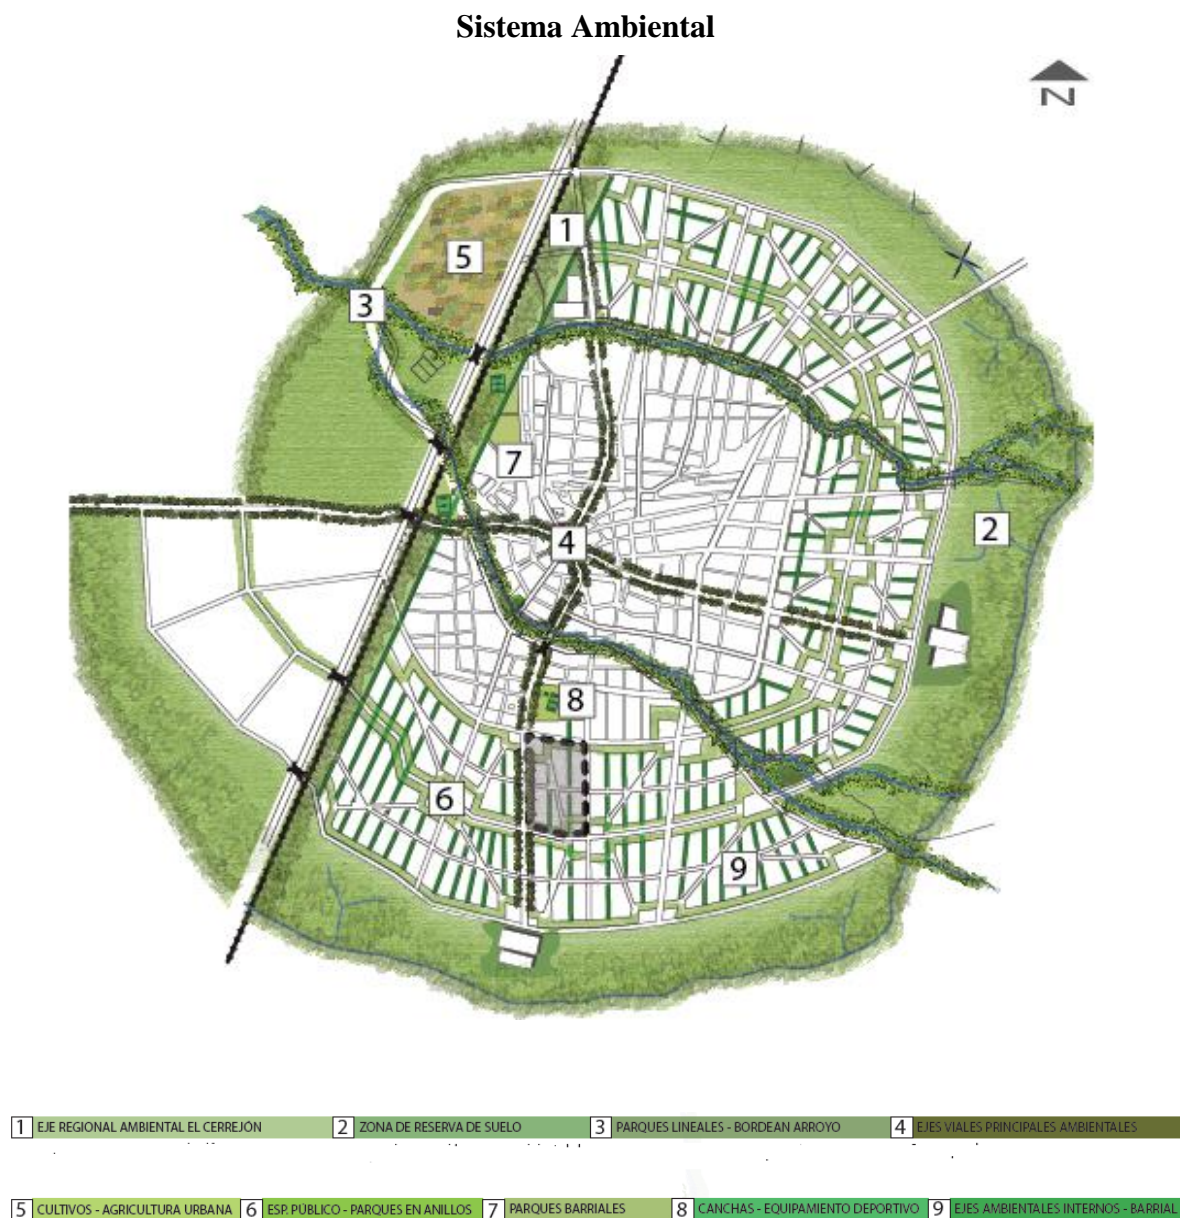 Sistema Ambiental
N
1
5
3
7
2
4
8
6
9
1 EJE REGIONAL AMBIENTAL EL CERREJÓN 2 ZONA DE RESERVA DE SUELO 3 PARQUES LINEALES - BORDEAN ARROYO 4 EJES VIALES PRINCIPALES AMBIENTALES
5 CULTIVOS - AGRICULTURA URBANA 6 ESP. PÚBLICO - PARQUES EN ANILLOS 7 PARQUES BARRIALES 8 CANCHAS - EQUIPAMIENTO DEPORTIVO 9 EJES AMBIENTALES INTERNOS - BARRIAL